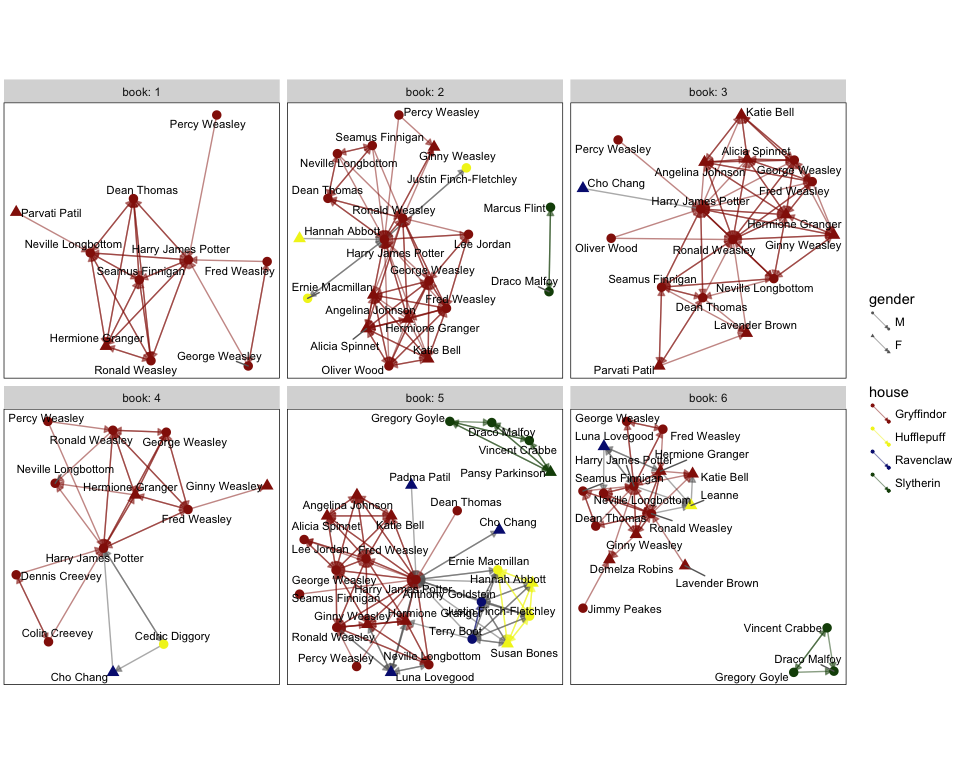 book: 1
Percy Weasley
Dean Thomas
Parvati Patil
Neville Longbottom
Harry James Potter
Seamus Finnigan
Fred Weasley
Hermione Granger
George Weasley
Ronald Weasley
book: 2
Percy Weasley
Seamus Finnigan
Ginny Weasley
Neville Longbottom
Justin Finch-Fletchley
Dean Thomas
Ronald Weasley
Marcus Flint
Hannah Abbott
Lee Jordan
Harry James Potter
George Weasley
Draco Malfoy
Ernie Macmillan
Fred Weasley
Angelina Johnson
Hermione Granger
Alicia Spinnet
Katie Bell
Oliver Wood
book: 3
Katie Bell
Percy Weasley
Alicia Spinnet
George Weasley
Angelina Johnson
Cho Chang
Fred Weasley
Harry James Potter
Hermione Granger
Oliver Wood
Ronald Weasley
Ginny Weasley
Seamus Finnigan
Neville Longbottom
Dean Thomas
Lavender Brown
Parvati Patil
book: 4
Percy Weasley
Ronald Weasley
George Weasley
Neville Longbottom
Hermione Granger
Ginny Weasley
Fred Weasley
Harry James Potter
Dennis Creevey
Colin Creevey
Cedric Diggory
Cho Chang
book: 5
Gregory Goyle
Draco Malfoy
Vincent Crabbe
Pansy Parkinson
Padma Patil
Angelina Johnson
Dean Thomas
Alicia Spinnet
Katie Bell
Cho Chang
Lee Jordan
Fred Weasley
Ernie Macmillan
George Weasley
Hannah Abbott
Harry James Potter
Seamus Finnigan
Anthony Goldstein
Ginny Weasley
Hermione Granger
Justin Finch-Fletchley
Ronald Weasley
Terry Boot
Percy Weasley
Neville Longbottom
Susan Bones
Luna Lovegood
book: 6
George Weasley
Luna Lovegood
Fred Weasley
Harry James Potter
Hermione Granger
Seamus Finnigan
Katie Bell
Neville Longbottom
Leanne
Dean Thomas
Ronald Weasley
Ginny Weasley
Demelza Robins
Lavender Brown
Jimmy Peakes
Vincent Crabbe
Draco Malfoy
Gregory Goyle
gender
M
F
house
Gryffindor
Hufflepuff
Ravenclaw
Slytherin